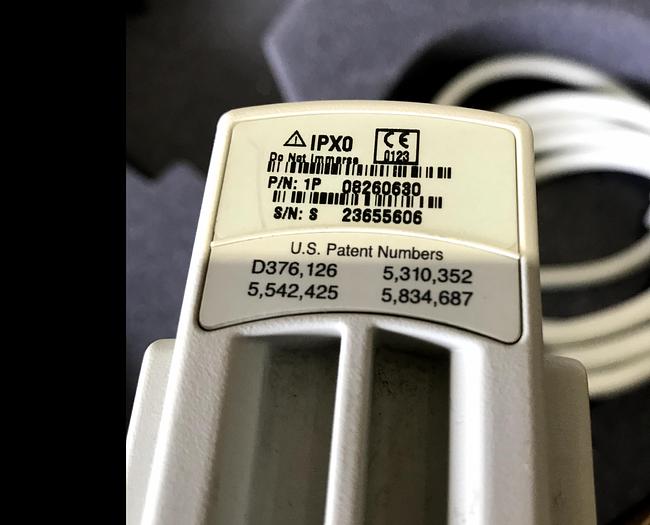 IPX0 CE
Do Not Immerse 0123
P/N: 1P 08260630
S/N: S 23655606
U.S. Patent Numbers
D376,126 5,310,352
5,542,425 5,834,687